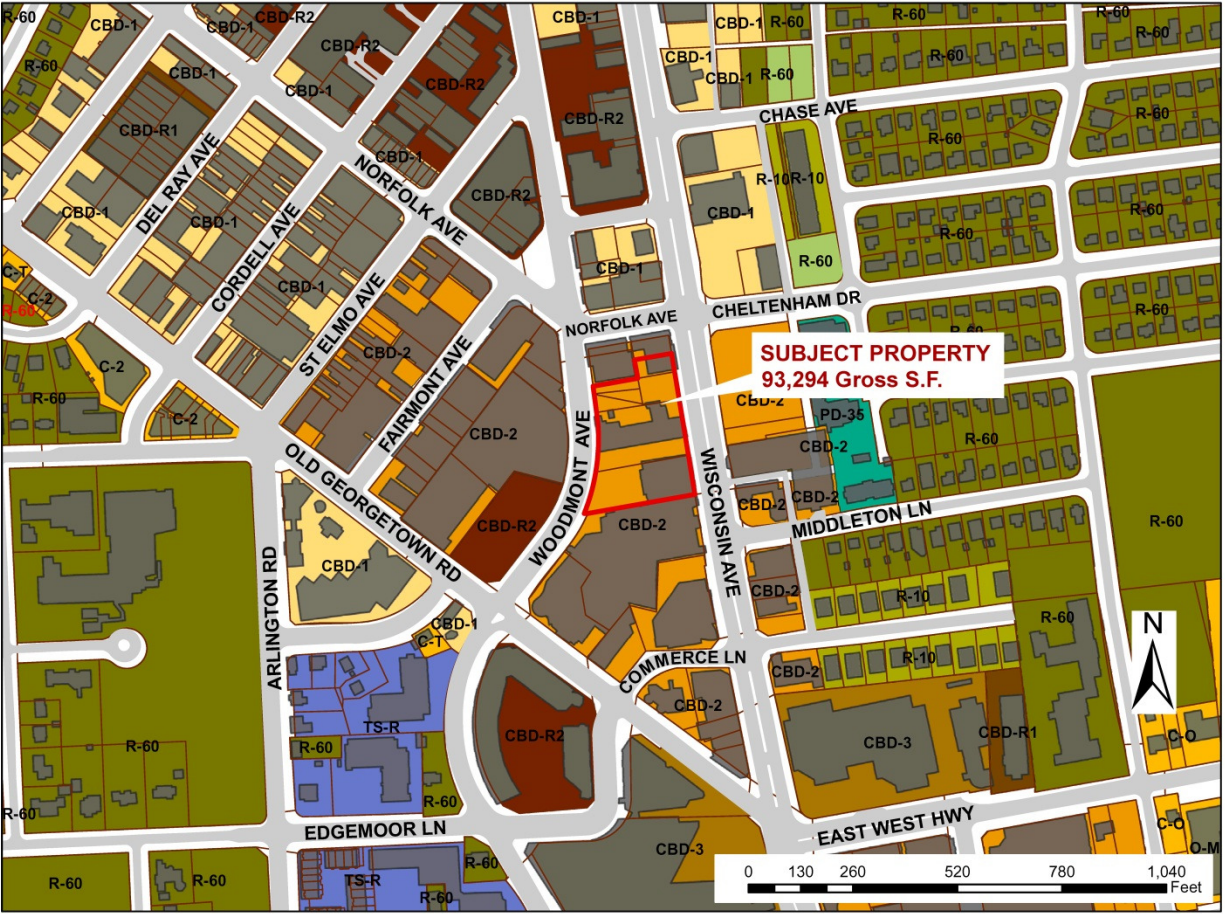 R-60
CBD-1
CBD-R2
CBD-R2
CBD-1
R-60
R-60
R-60
R-60
CBD-1
CBD-1
CBD-R2
CBD-R2
CBD-1
CBD-1
R-60
CHASE AVE
CBD-R1
CBD-1
NORFOLK AVE
CBD-R2
R-60
R-60
DEL RAY AVE
CBD-1
CBD-1
CORDELL AVE
CBD-R2
R-10
R-10
CBD-1
R-60
R-60
ST ELMO AVE
CBD-1
CBD-1
R-60
C-T
C-2
R-60
CHELTENHAM DR
R-60
R-60
C-2
CBD-2
FAIRMONT AVE
NORFOLK AVE
SUBJECT PROPERTY
93,294 Gross S.F.
R-60
C-2
CBD-2
WOODMONT AVE
WISCONSIN AVE
CBD-2
PD-35
CBD-2
R-60
OLD GEORGETOWN RD
CBD-R2
CBD-2
CBD-2
CBD-2
MIDDLETON LN
R-60
CBD-1
CBD-2
R-10
R-60
ARLINGTON RD
CBD-1
C-T
COMMERCE LN
CBD-2
R-10
N
TS-R
CBD-2
R-60
R-60
CBD-R2
CBD-3
CBD-R1
C-O
R-60
R-60
EDGEMOOR LN
EAST WEST HWY
C-O
R-60
R-60
TS-R
R-60
R-60
CBD-3
O-M
0 130 260 520 780 1,040
Feet